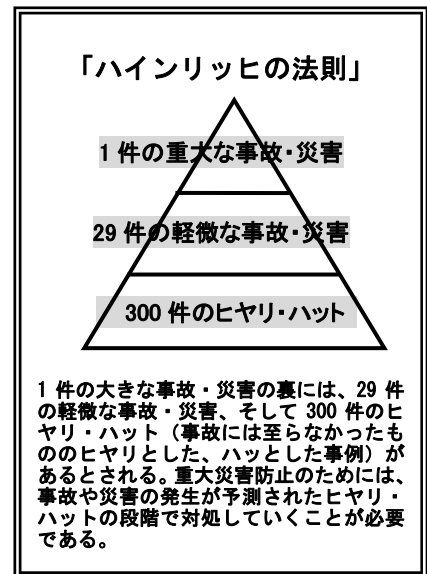 「ハインリッヒの法則」
1 件の重大な事故・災害
29 件の軽微な事故・災害
300 件のヒヤリ・ハット
1 件の大きな事故・災害の裏には、29 件
の軽微な事故・災害、そして 300 件のヒ
ヤリ・ハット（事故には至らなかったも
ののヒヤリとした、ハッとした事例）が
あるとされる。重大災害防止のためには、
事故や災害の発生が予測されたヒヤリ・
ハットの段階で対処していくことが必要
である。